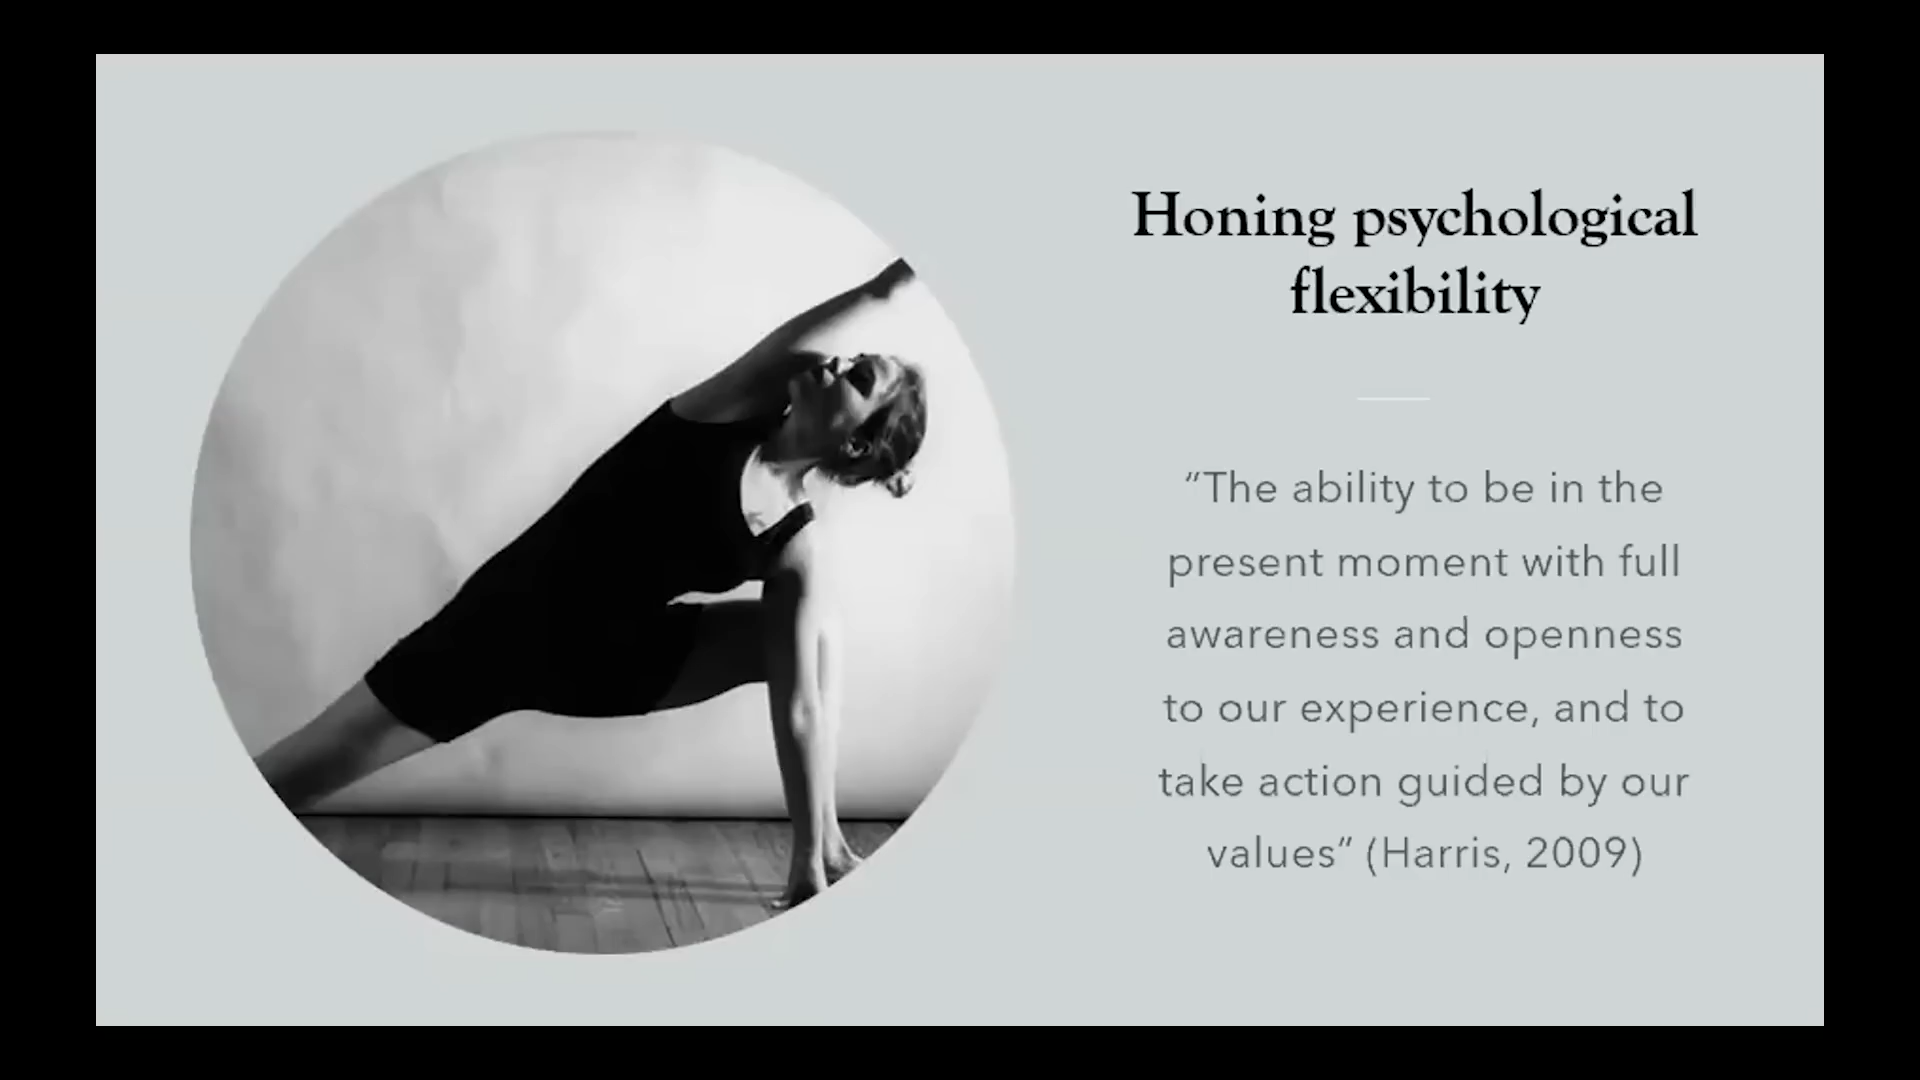 Honing psychological
flexibility
“The ability to be in the
present moment with full
awareness and openness
to our experience, and to
take action guided by our
values” (Harris, 2009)